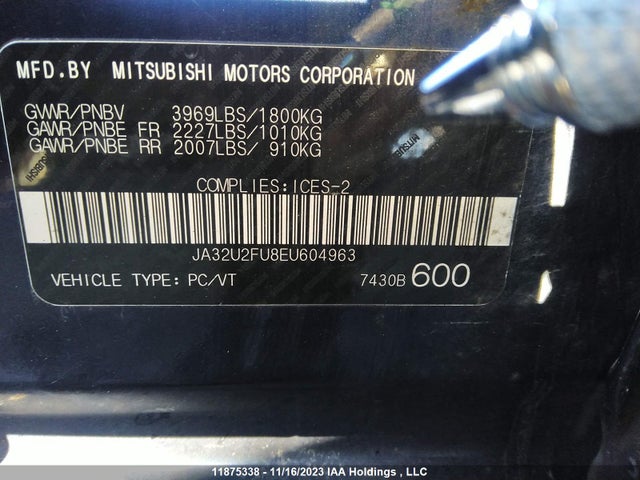 MFD.BY MITSUBISHI MOTORS CORPORATION
GVWR/PNBV 3969LBS/1800KG
GAWR/PNBE FR 2227LBS/1010KG
GAWR/PNBE RR 2007LBS/ 910KG
COMPLIES:ICES-2
JA32U2FU8EU604963
VEHICLE TYPE:PC/VT 7430B 600
11875338 - 11/16/2023 IAA Holdings , LLC